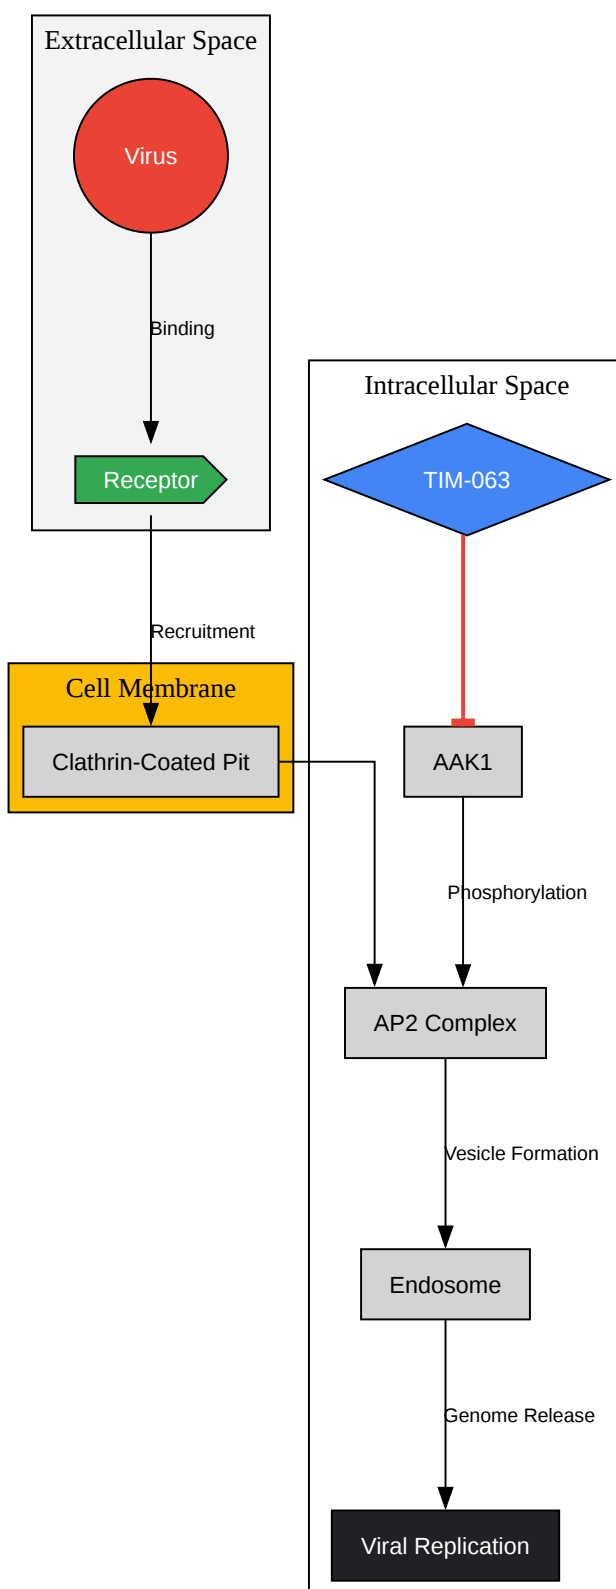 Extracellular Space
Virus
Binding
Receptor
Recruitment
Cell Membrane
Clathrin-Coated Pit
Intracellular Space
TIM-063
AAK1
Phosphorylation
AP2 Complex
Vesicle Formation
Endosome
Genome Release
Viral Replication